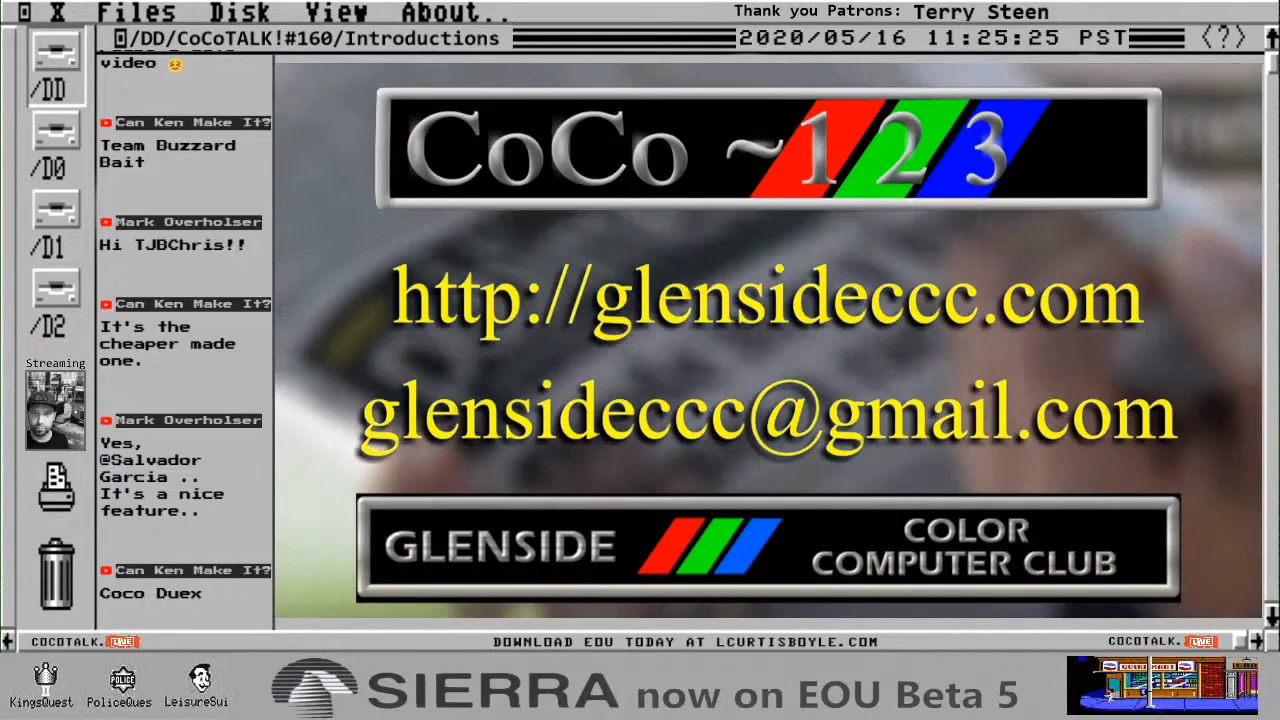 X Files Disk View About..
Thank you Patrons: Terry Steen
/DD/CoCoTALK!#160/Introductions
2020/05/16 11:25:25 PST
<?>
/DD
/D0
/D1
/D2
Streaming
video
Can Ken Make It?
Team Buzzard
Bait
Mark Overholser
Hi TJBChris!!
Can Ken Make It?
It's the
cheaper made
one.
Mark Overholser
Yes,
@Salvador
Garcia ..
It's a nice
feature..
Can Ken Make It?
Coco Duex
CoCo ~123
http://glensideccc.com
glensideccc@gmail.com
GLENSIDE
COLOR
COMPUTER CLUB
COCOTALK.LIVE
DOWNLOAD EOU TODAY AT LCURTISBOYLE.COM
COCOTALK.LIVE
KingsQuest
POLICE
PoliceQues
LeisureSui
SIERRA now on EOU Beta 5